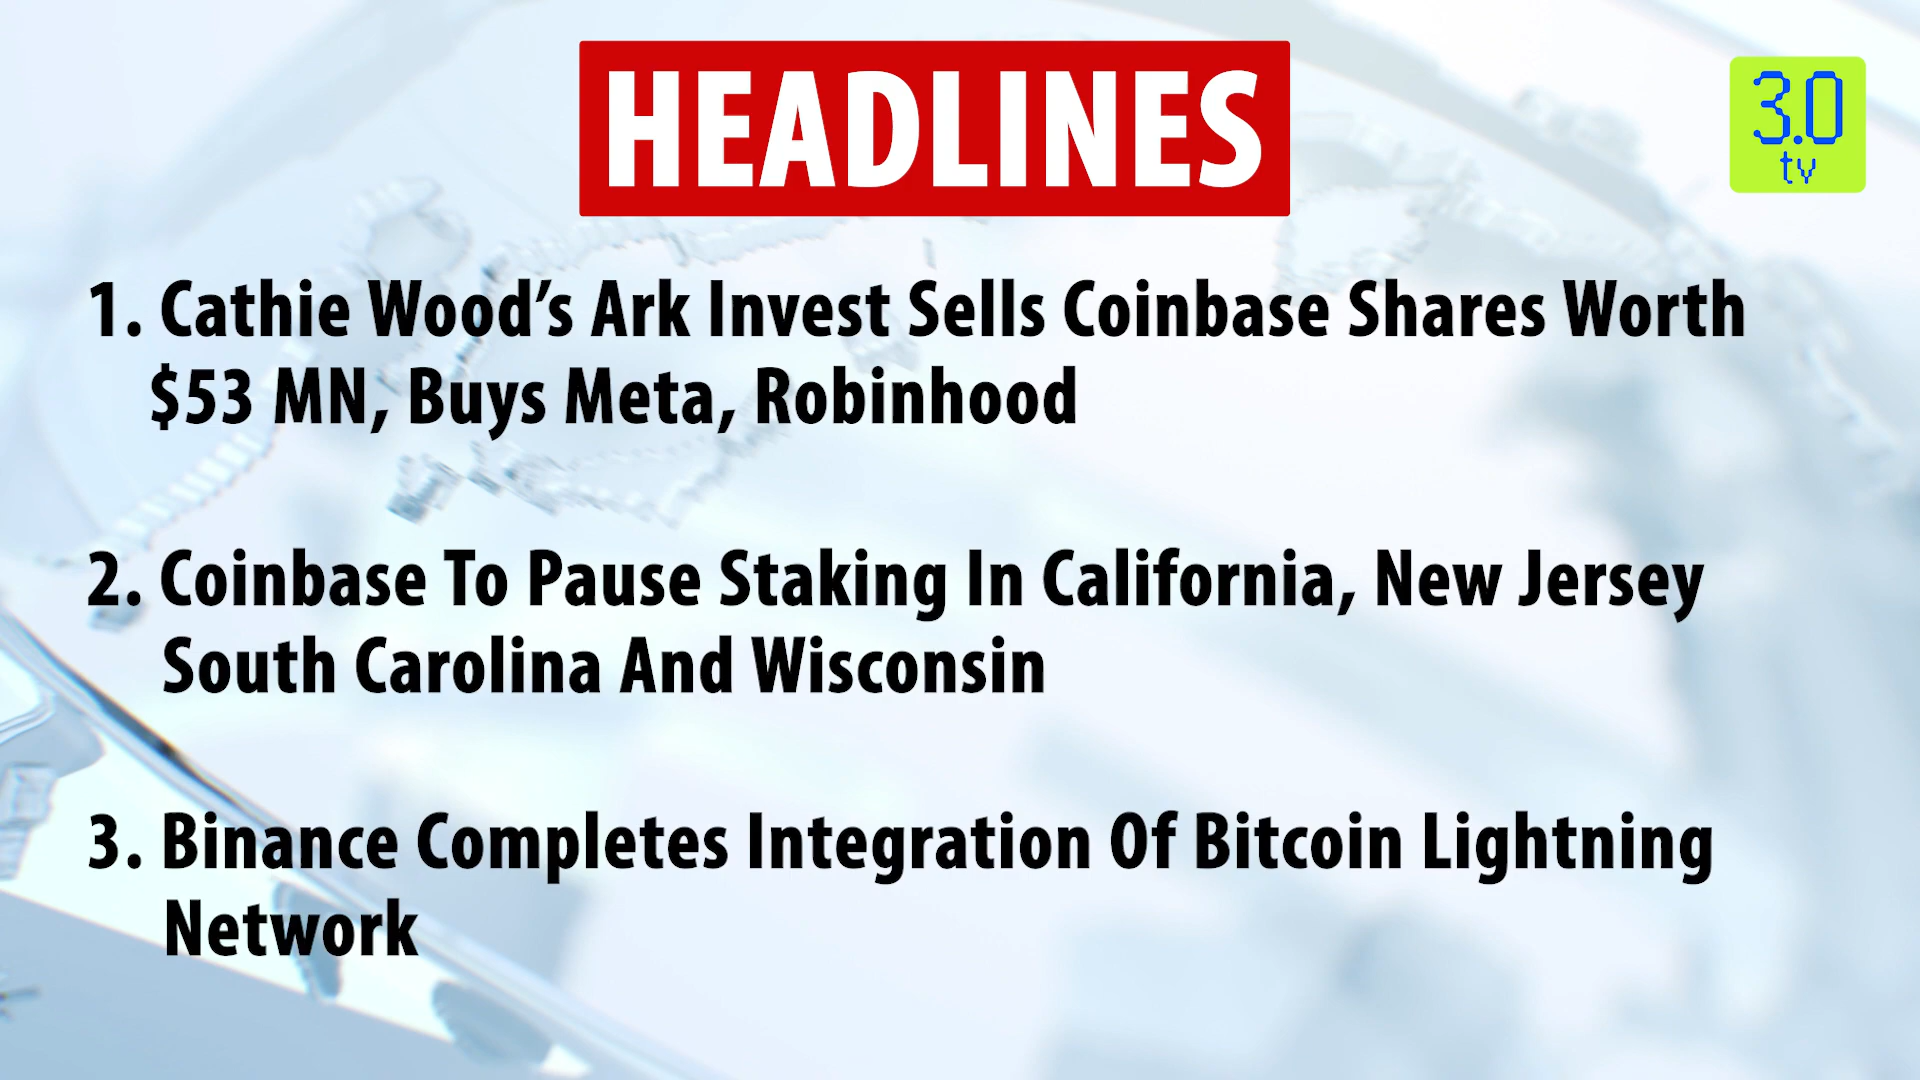 HEADLINES
3.0
tv
1. Cathie Wood’s Ark Invest Sells Coinbase Shares Worth
$53 MN, Buys Meta, Robinhood
2. Coinbase To Pause Staking In California, New Jersey
South Carolina And Wisconsin
3. Binance Completes Integration Of Bitcoin Lightning
Network